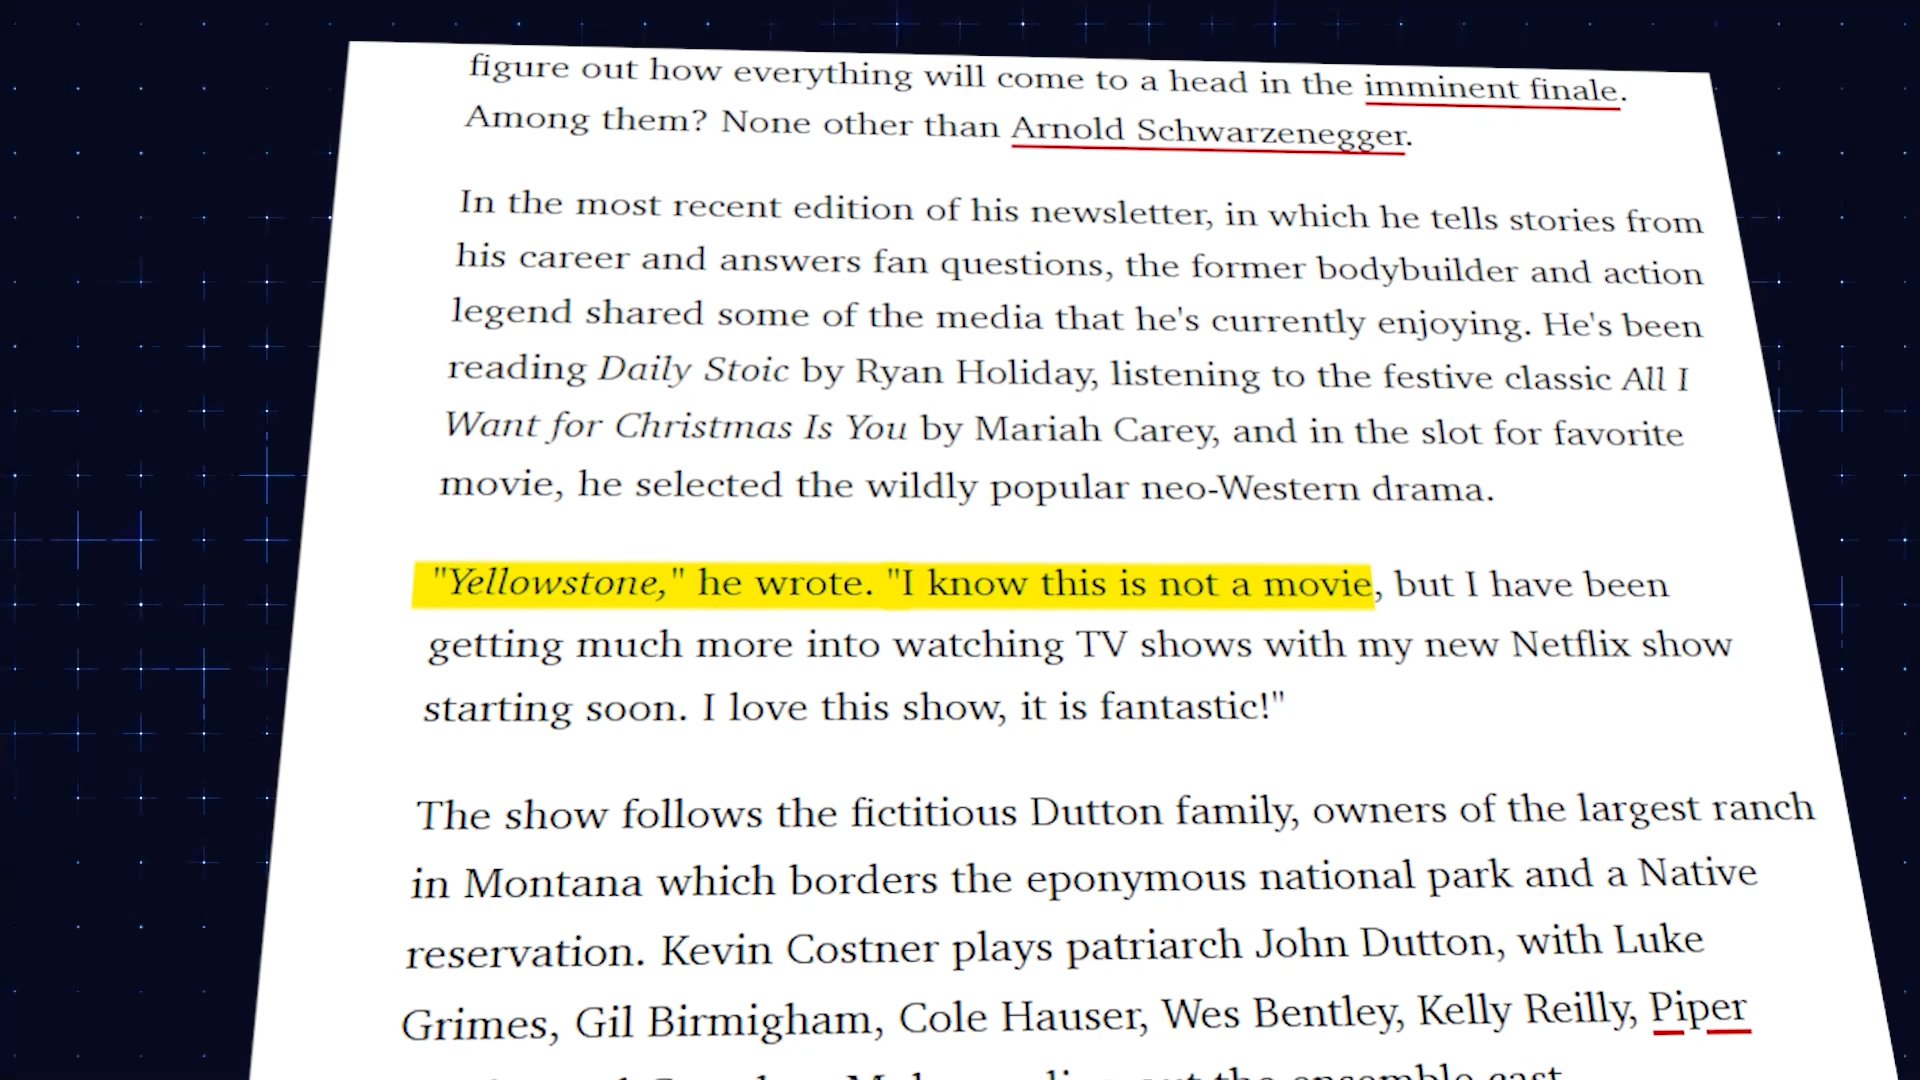 figure out how everything will come to a head in the imminent finale.
Among them? None other than Arnold Schwarzenegger.
In the most recent edition of his newsletter, in which he tells stories from
his career and answers fan questions, the former bodybuilder and action
legend shared some of the media that he's currently enjoying. He's been
reading Daily Stoic by Ryan Holiday, listening to the festive classic All I
Want for Christmas Is You by Mariah Carey, and in the slot for favorite
movie, he selected the wildly popular neo-Western drama.
"Yellowstone," he wrote. "I know this is not a movie, but I have been
getting much more into watching TV shows with my new Netflix show
starting soon. I love this show, it is fantastic!"
The show follows the fictitious Dutton family, owners of the largest ranch
in Montana which borders the eponymous national park and a Native
reservation. Kevin Costner plays patriarch John Dutton, with Luke
Grimes, Gil Birmigham, Cole Hauser, Wes Bentley, Kelly Reilly, Piper
out the ensemble cast